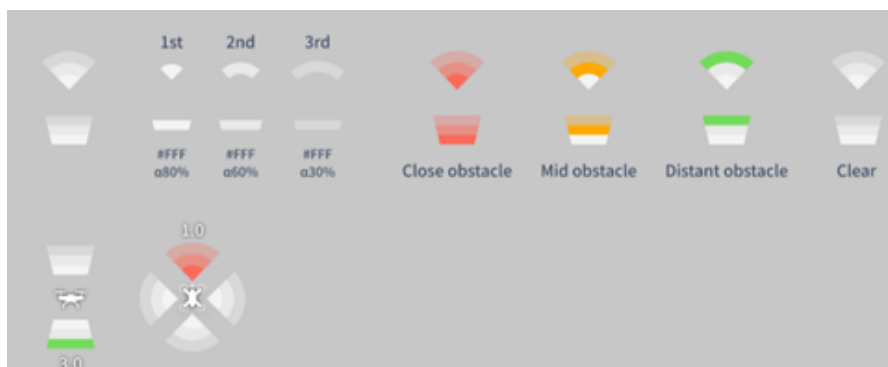 1st 2nd 3rd
#FFF #FFF #FFF
α80% α60% α30%
Close obstacle Mid obstacle Distant obstacle Clear
1.0
3.0